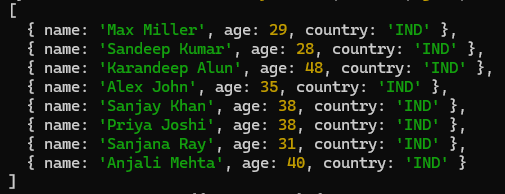 [
  { name: 'Max Miller', age: 29, country: 'IND' },
  { name: 'Sandeep Kumar', age: 28, country: 'IND' },
  { name: 'Karandeep Alun', age: 48, country: 'IND' },
  { name: 'Alex John', age: 35, country: 'IND' },
  { name: 'Sanjay Khan', age: 38, country: 'IND' },
  { name: 'Priya Joshi', age: 38, country: 'IND' },
  { name: 'Sanjana Ray', age: 31, country: 'IND' },
  { name: 'Anjali Mehta', age: 40, country: 'IND' }
]